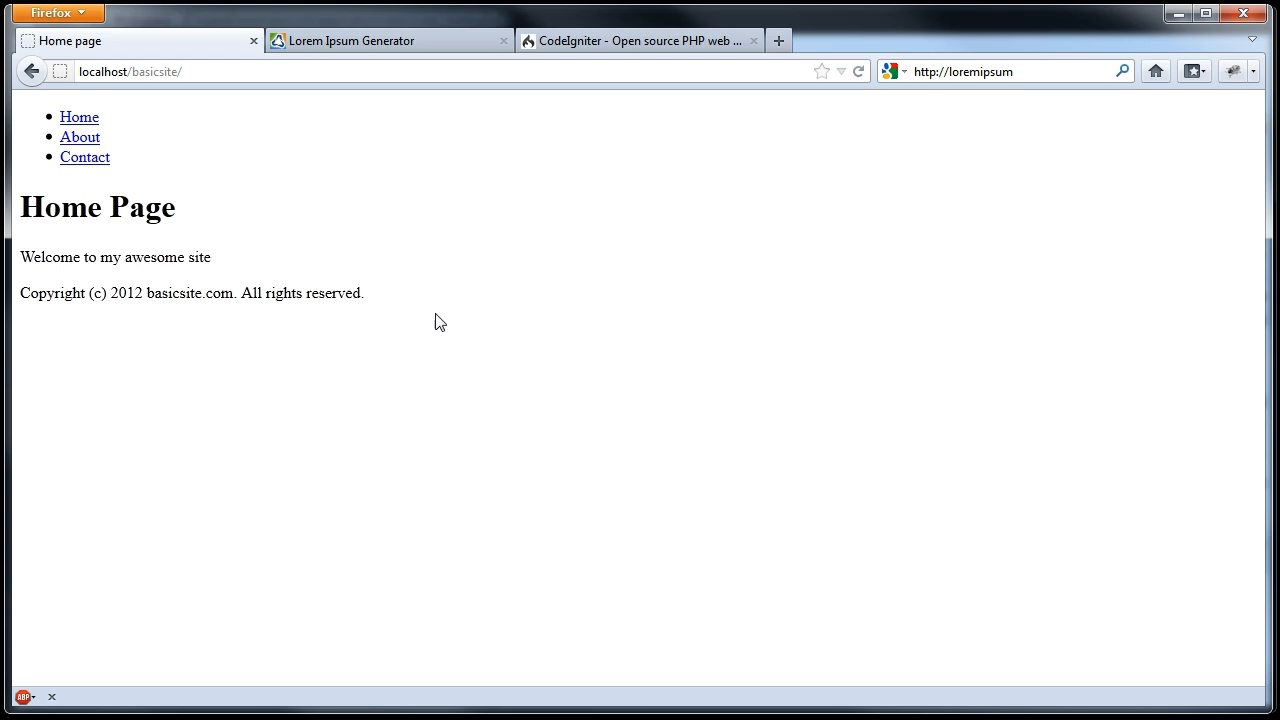 Firefox
Home page
Lorem Ipsum Generator
CodeIgniter - Open source PHP web ...
localhost/basicsite/
http://loremipsum
Home
About
Contact
Home Page
Welcome to my awesome site
Copyright (c) 2012 basicsite.com. All rights reserved.
ABP